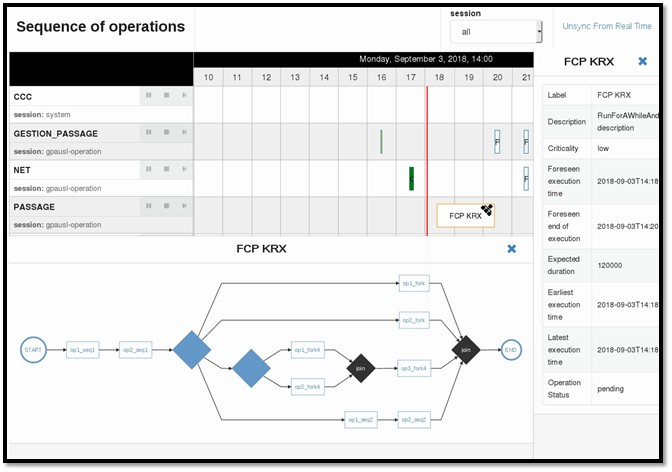 Sequence of operations
session
all
Unsync From Real Time
Monday, September 3, 2018, 14:00
10 11 12 13 14 15 16 17 18 19 20 21
CCC
session: system
GESTION_PASSAGE
session: gpausl-operation
F F
NET
session: gpausl-operation
F
PASSAGE
session: gpausl-operation
FCP KRX
FCP KRX
START
op1_seq1
op2_seq1
op1_fork
op2_fork
op1_fork4
op2_fork4
join
op3_fork4
op1_seq2
op2_seq2
join
END
FCP KRX
Label FCP KRX
Description RunForAWhileAnd
description
Criticality low
Foreseen
execution 2018-09-03T14:18
time
Foreseen
end of 2018-09-03T14:20
execution
Expected
duration 120000
Earliest
execution 2018-09-03T14:18
time
Latest
execution 2018-09-03T14:18
time
Operation
Status pending